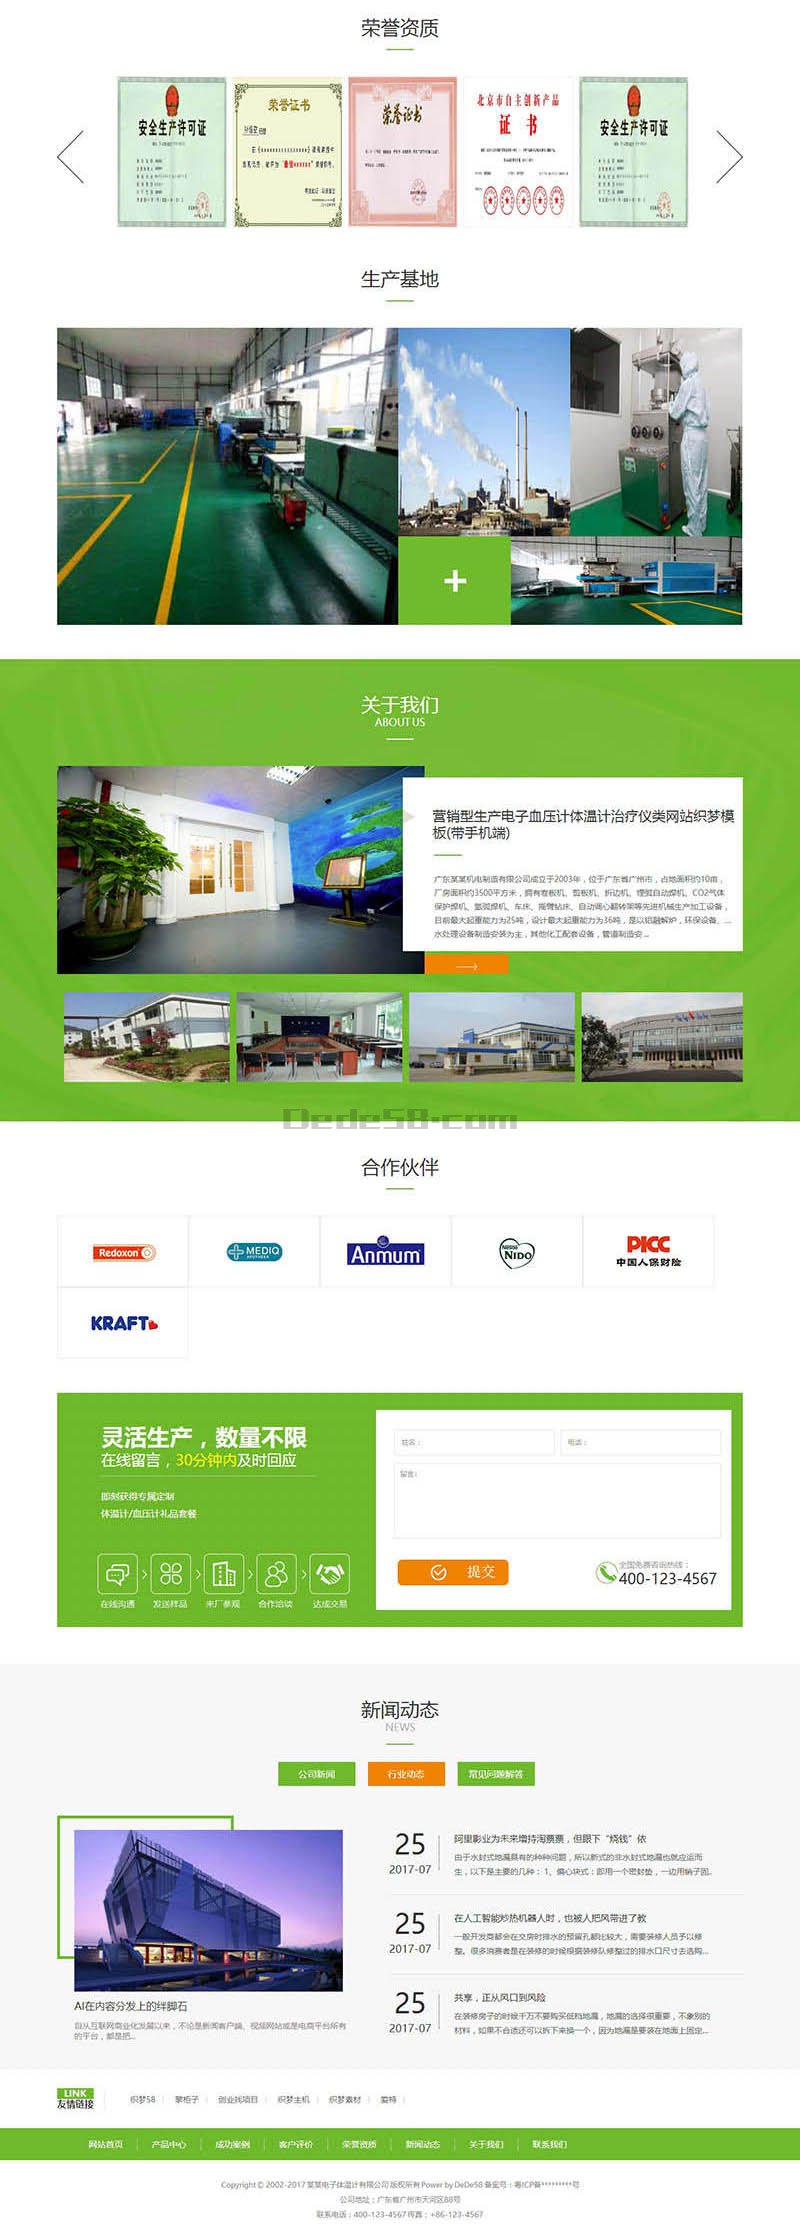 荣誉资质
安全生产许可证
荣誉证书
荣誉证书
北京市自主创新产品
证 书
安全生产许可证
生产基地
+
关于我们
ABOUT US
营销型生产电子血压计体温计治疗仪类网站织梦模
板(带手机端)
广东某某机电制造有限公司成立于2003年，位于广东省广州市，占地面积约10亩，
厂房面积约3500平方米，拥有卷板机、剪板机、折边机、埋弧自动焊机、CO2气体
保护焊机、氩弧焊机、车床、摇臂钻床、自动调心翻转架等先进机械生产加工设备，
目前最大起重能力为25吨，设计最大起重能力为36吨，是以铝融解炉，环保设备、...
水处理设备制造安装为主，其他化工配套设备，管道制造安 ...
Dede58.com
合作伙伴
Redoxon
MEDIQ
APOTHEKA
Anmum
Nestle
NIDO
PICC
中国人保财险
KRAFT
灵活生产，数量不限
在线留言，30分钟内及时回应
即刻获得专属定制
体温计/血压计礼品套餐
在线沟通 发送样品 来厂参观 合作洽谈 达成交易
姓名：
电话：
留言:
提交
全国免费咨询热线：
400-123-4567
新闻动态
NEWS
公司新闻 行业动态 常见问题解答
AI在内容分发上的绊脚石
自从互联网商业化发展以来，不论是新闻客户端、视频网站或是电商平台所有
的平台，都是把...
25
2017-07
阿里影业为未来增持淘票票，但眼下“烧钱”依
由于水封式地漏具有的种种问题，所以新式的非水封式地漏也就应运而
生，以下是主要的几种： 1、偏心块式：即用一个密封垫，一边用销子固..
25
2017-07
在人工智能炒热机器人时，也被人把风带进了教
一般开发商都会在交房时排水的预留孔都比较大，需要装修人员予以修
整。很多消费者是在装修的时候根据装修队修整过的排水口尺寸去选购...
25
2017-07
共享，正从风口到风险
在装修房子的时候千万不要购买低档地漏，地漏的选择很重要，不象别的
材料，如果不合适还可以拆下来换一个，因为地漏是要装在地面上固定...
LINK
友情链接
织梦58 掌柜子 创业找项目 织梦主机 织梦素材 爱特
网站首页 产品中心 成功案例 客户评价 荣誉资质 新闻动态 关于我们 联系我们
Copyright © 2002-2017 某某电子体温计有限公司 版权所有 Power by DeDe58 备案号：粤ICP备*********号
公司地址：广东省广州市天河区88号
联系电话：400-123-4567 传真：+86-123-4567